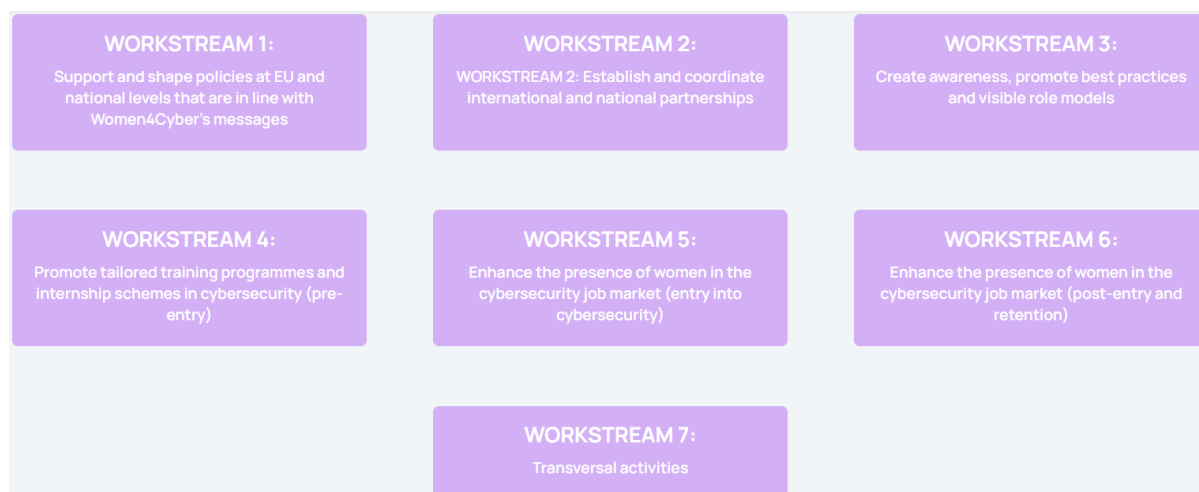 WORKSTREAM 1:
Support and shape policies at EU and
national levels that are in line with
Women4Cyber's messages
WORKSTREAM 2:
WORKSTREAM 2: Establish and coordinate
international and national partnerships
WORKSTREAM 3:
Create awareness, promote best practices
and visible role models
WORKSTREAM 4:
Promote tailored training programmes and
internship schemes in cybersecurity (pre-
entry)
WORKSTREAM 5:
Enhance the presence of women in the
cybersecurity job market (entry into
cybersecurity)
WORKSTREAM 6:
Enhance the presence of women in the
cybersecurity job market (post-entry and
retention)
WORKSTREAM 7:
Transversal activities